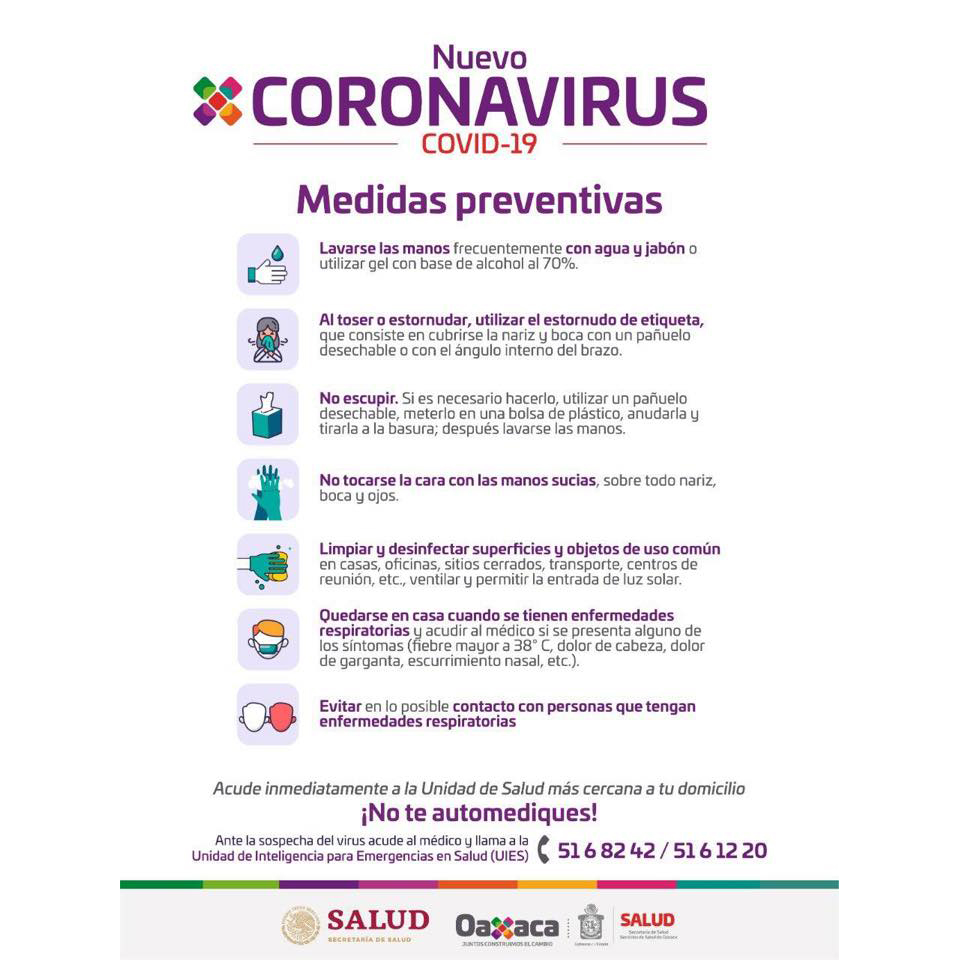 Nuevo
CORONAVIRUS
COVID-19
Medidas preventivas
Lavarse las manos frecuentemente con agua y jabón o
utilizar gel con base de alcohol al 70%.
Al toser o estornudar, utilizar el estornudo de etiqueta,
que consiste en cubrirse la nariz y boca con un pañuelo
desechable o con el ángulo interno del brazo.
No escupir. Si es necesario hacerlo, utilizar un pañuelo
desechable, meterlo en una bolsa de plástico, anudarla y
tirarla a la basura; después lavarse las manos.
No tocarse la cara con las manos sucias, sobre todo nariz,
boca y ojos.
Limpiar y desinfectar superficies y objetos de uso común
en casas, oficinas, sitios cerrados, transporte, centros de
reunión, etc., ventilar y permitir la entrada de luz solar.
Quedarse en casa cuando se tienen enfermedades
respiratorias y acudir al médico si se presenta alguno de
los síntomas (fiebre mayor a 38° C, dolor de cabeza, dolor
de garganta, escurrimiento nasal, etc.).
Evitar en lo posible contacto con personas que tengan
enfermedades respiratorias
Acude inmediatamente a la Unidad de Salud más cercana a tu domicilio
¡No te automediques!
Ante la sospecha del virus acude al médico y llama a la
Unidad de Inteligencia para Emergencias en Salud (UIES)
51 6 82 42 / 51 6 12 20
SALUD
SECRETARÍA DE SALUD
Oaxaca
JUNTOS CONSTRUIMOS EL CAMBIO
SALUD
Secretaría de Salud
Servicios de Salud de Oaxaca